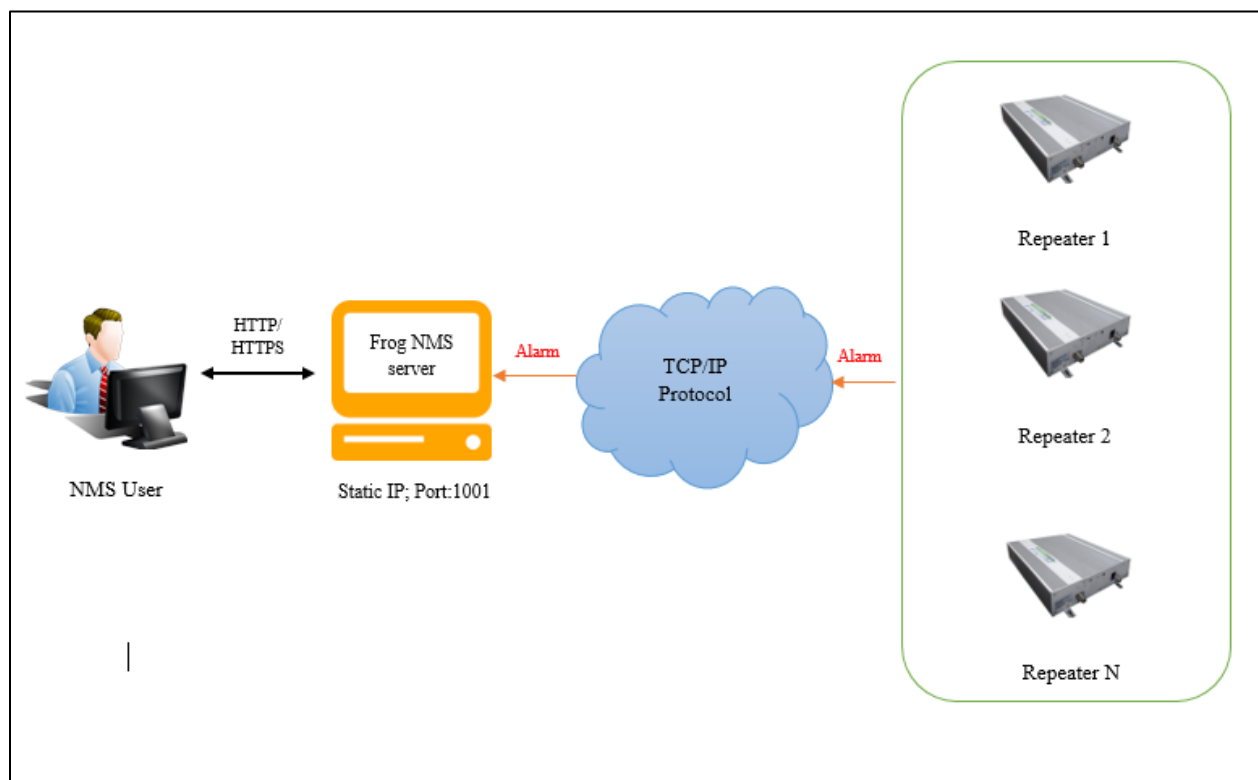 NMS User
HTTP/
HTTPS
Frog NMS
server
Static IP; Port:1001
Alarm
TCP/IP
Protocol
Alarm
Repeater 1
Repeater 2
Repeater N